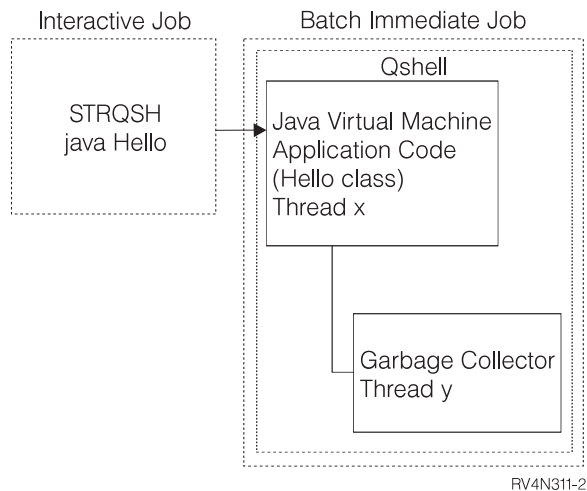 Interactive Job
STRQSH
java Hello
Batch Immediate Job
Qshell
Java Virtual Machine
Application Code
(Hello class)
Thread x
Garbage Collector
Thread y
RV4N311-2